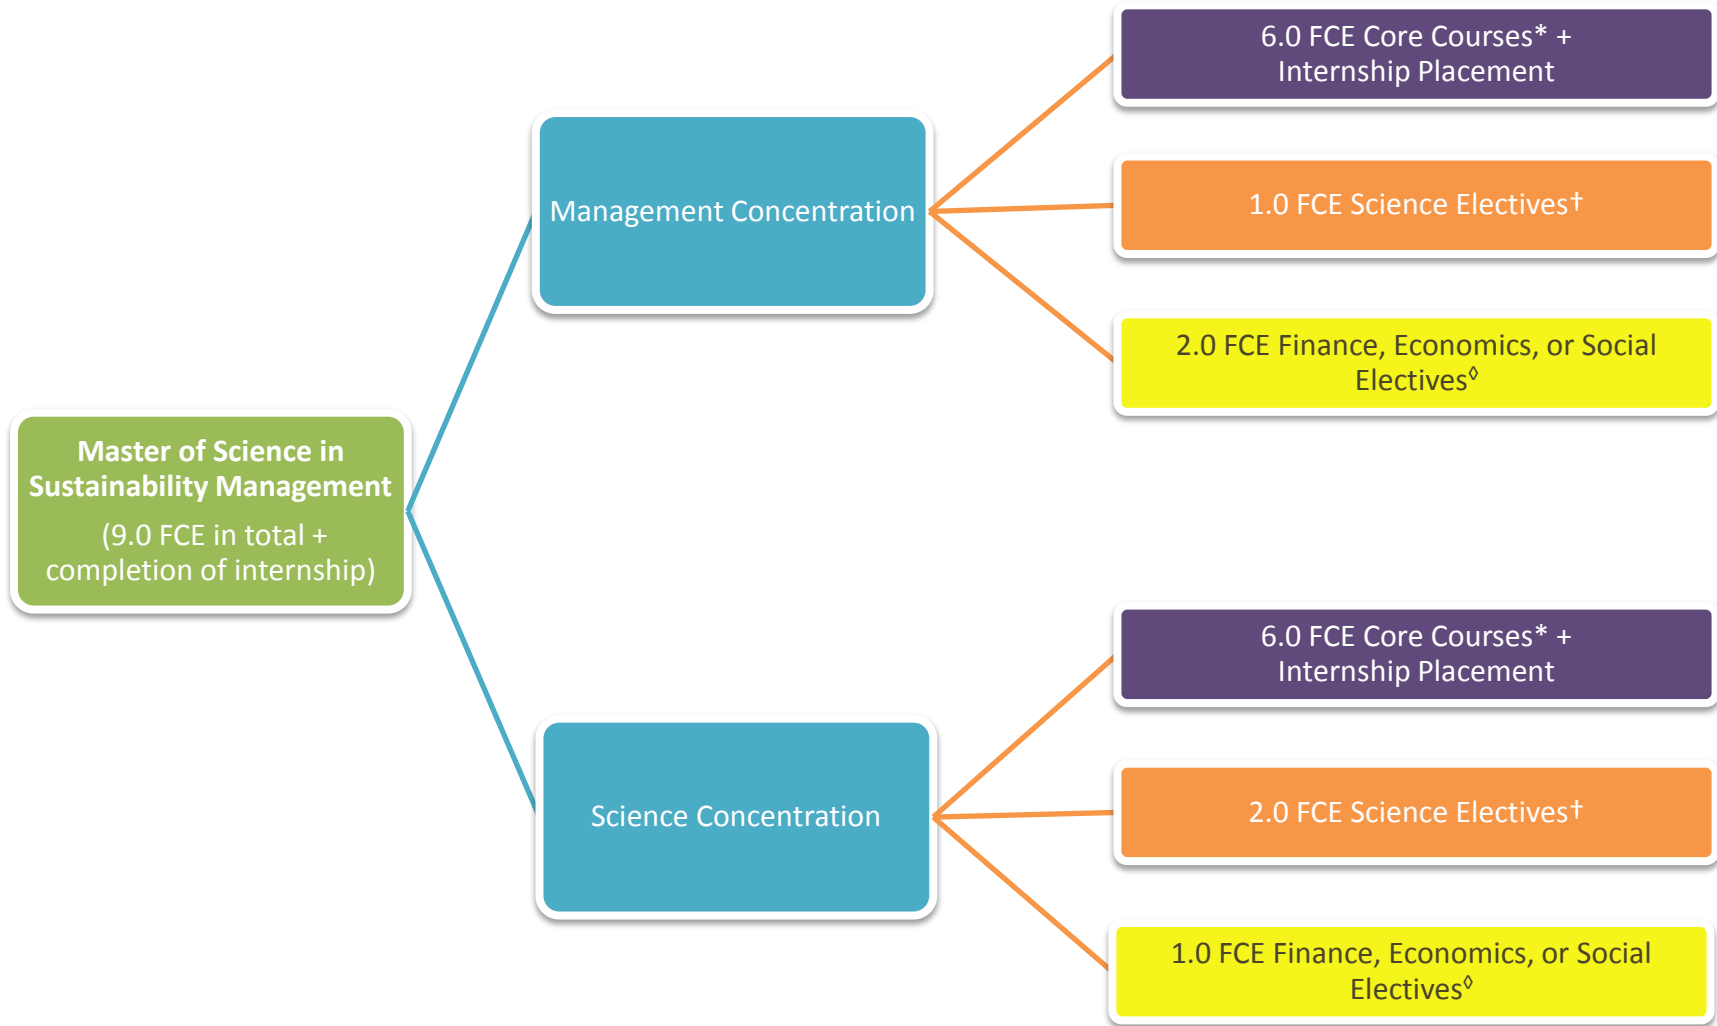 Master of Science in
Sustainability Management
(9.0 FCE in total +
completion of internship)
Management Concentration
6.0 FCE Core Courses* +
Internship Placement
1.0 FCE Science Electives†
2.0 FCE Finance, Economics, or Social
Electives◊
Science Concentration
6.0 FCE Core Courses* +
Internship Placement
2.0 FCE Science Electives†
1.0 FCE Finance, Economics, or Social
Electives◊